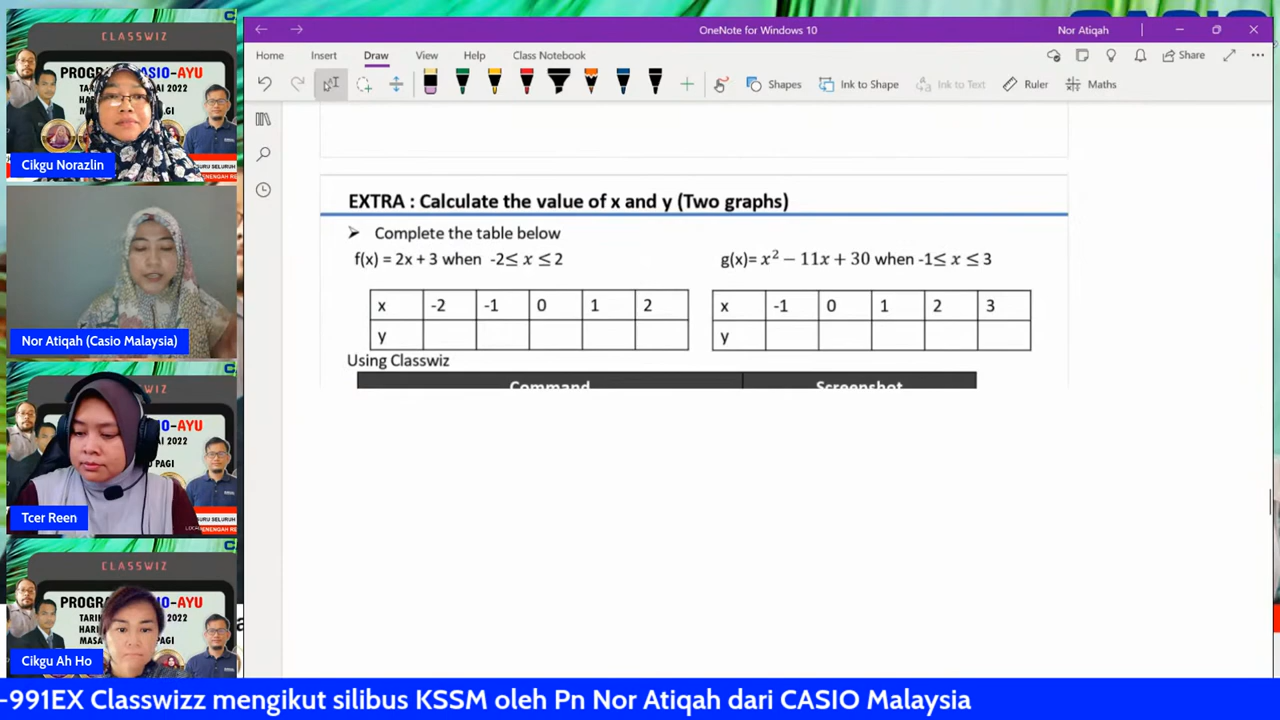 CLASSWIZ
Cikgu Norazlin
Nor Atiqah (Casio Malaysia)
Tcer Reen
CLASSWIZ
Cikgu Ah Ho
OneNote for Windows 10
Nor Atiqah
Home Insert Draw View Help Class Notebook
Share
Shapes Ink to Shape Ink to Text Ruler Maths
EXTRA : Calculate the value of x and y (Two graphs)
➤ Complete the table below
f(x) = 2x + 3 when -2≤ x ≤ 2
g(x)= x² − 11x + 30 when -1≤ x ≤ 3
x -2 -1 0 1 2
y
x -1 0 1 2 3
y
Using Classwiz
Command Screenshot
-991EX Classwizz mengikut silibus KSSM oleh Pn Nor Atiqah dari CASIO Malaysia